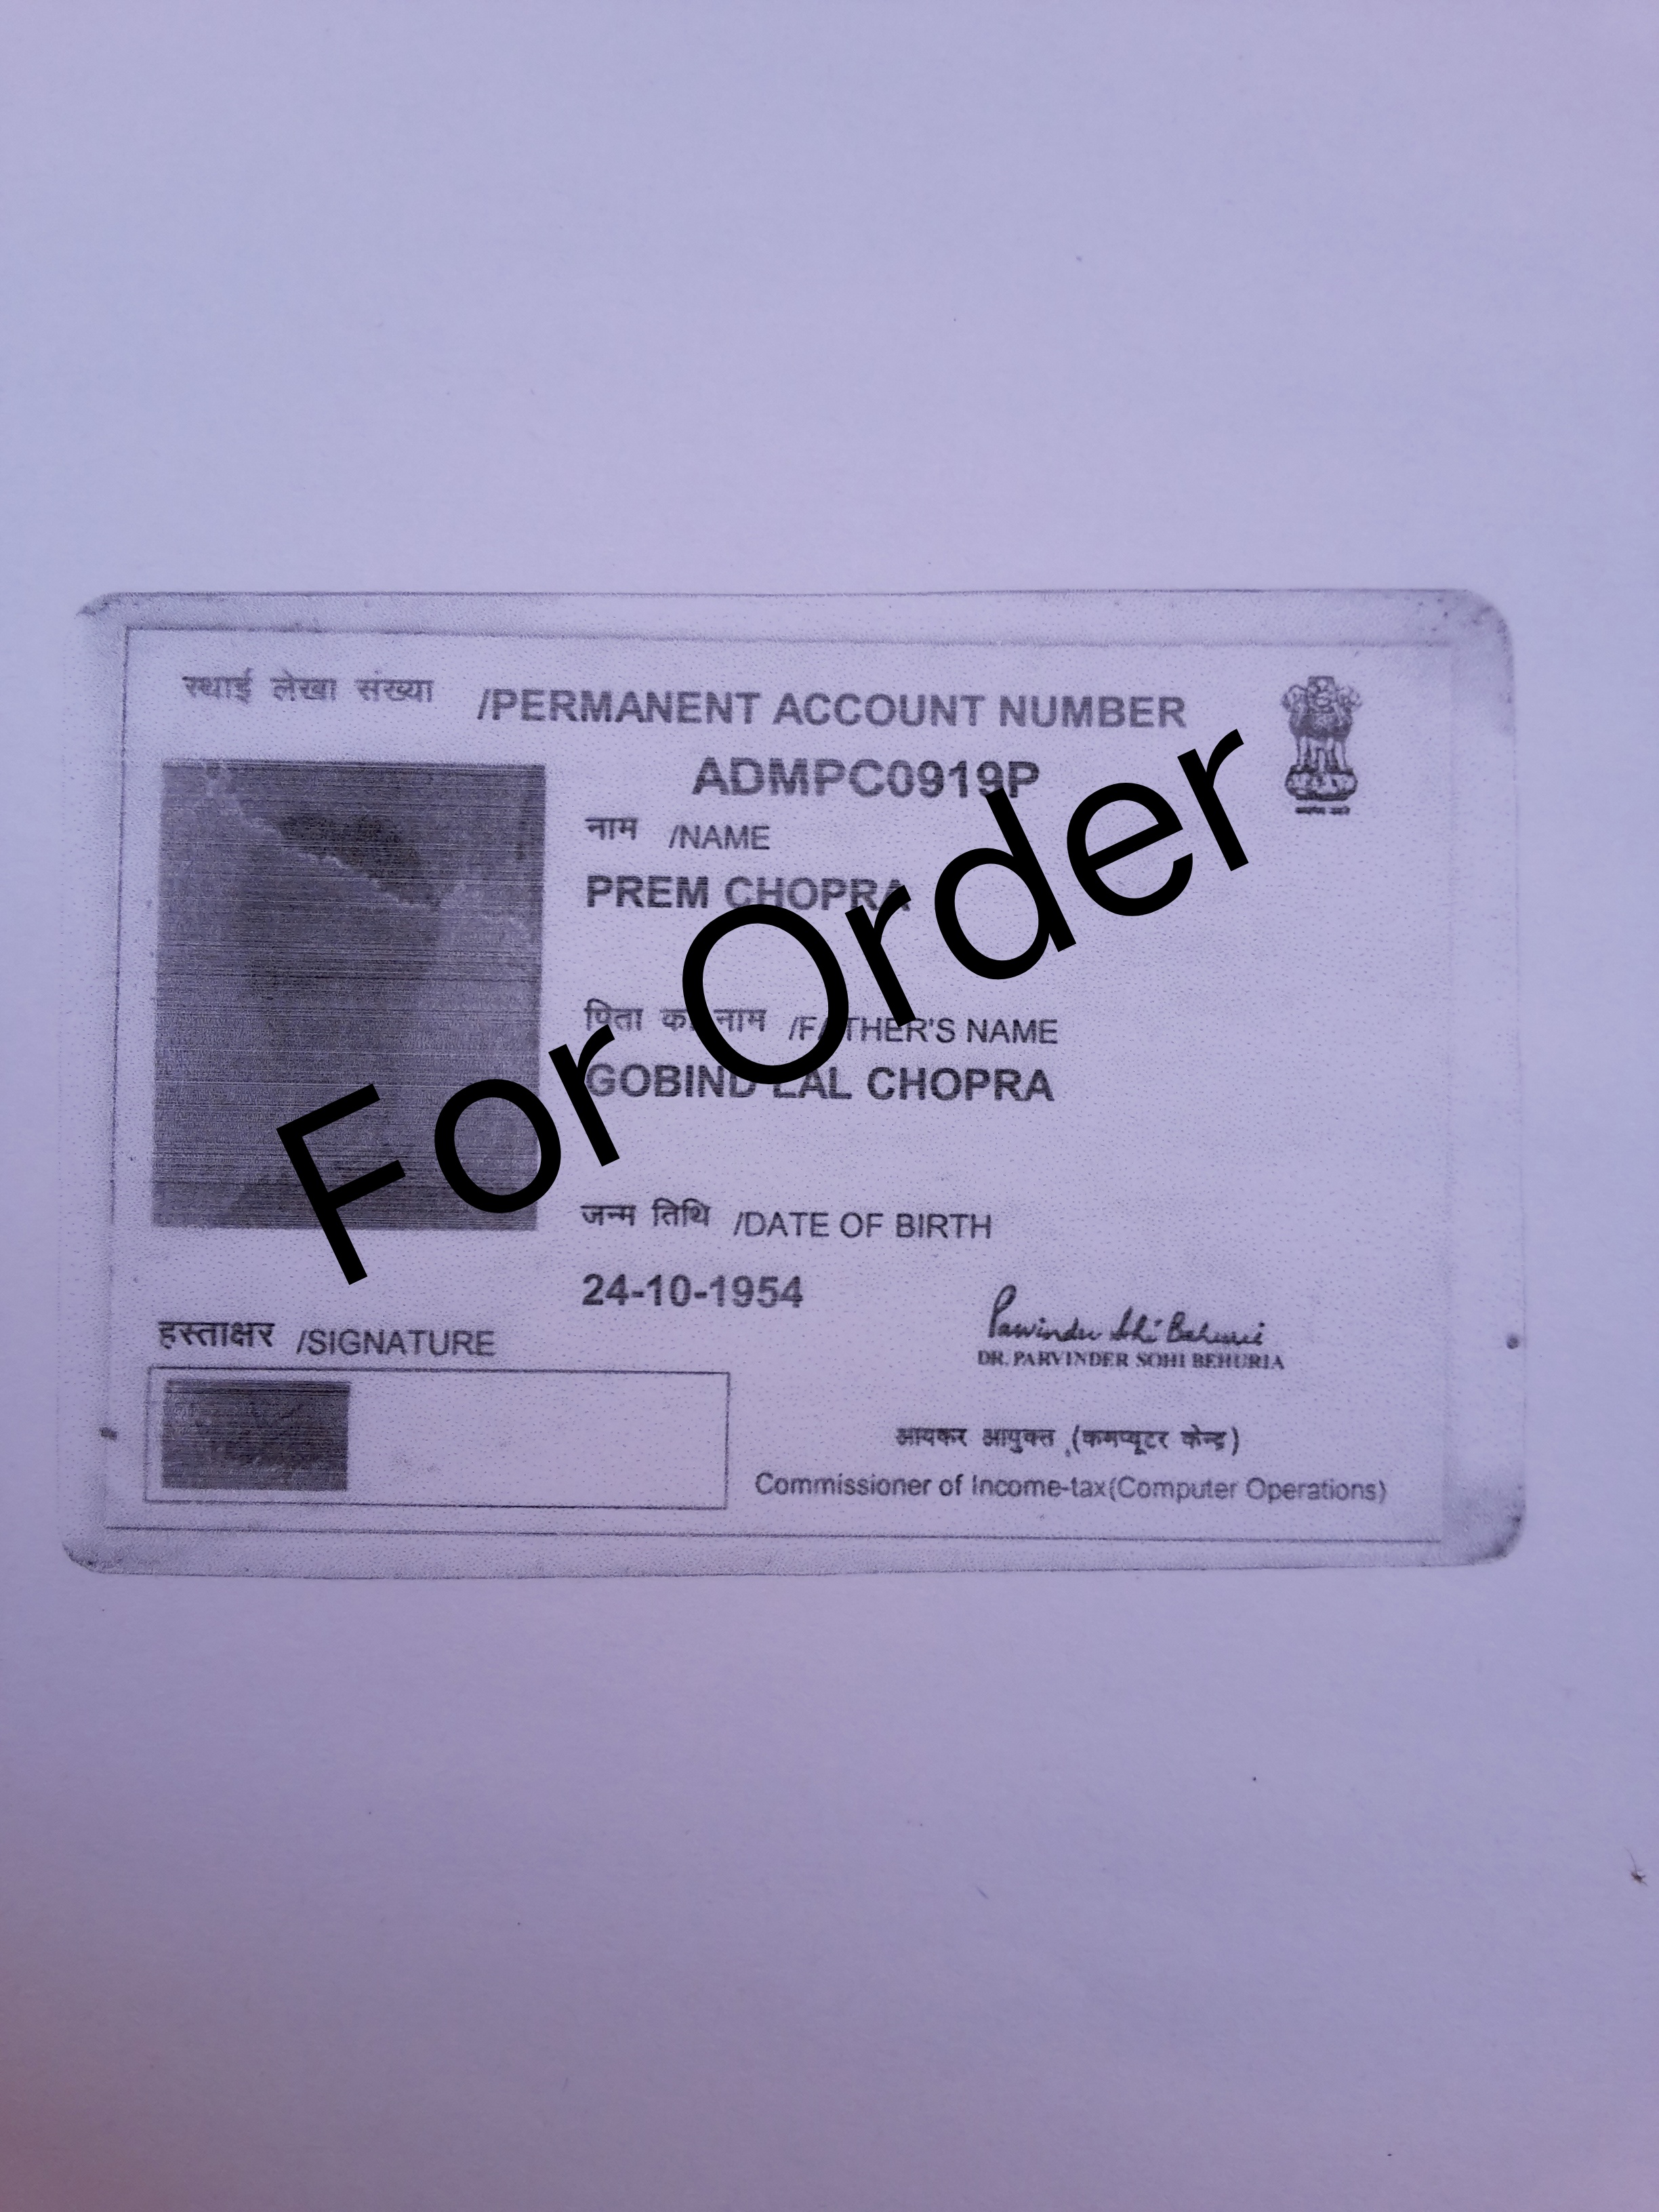 स्थाई लेखा संख्या /PERMANENT ACCOUNT NUMBER
ADMPC0919P
नाम /NAME
PREM CHOPRA
पिता का नाम /FATHER'S NAME
GOBIND LAL CHOPRA
जन्म तिथि /DATE OF BIRTH
24-10-1954
हस्ताक्षर /SIGNATURE
Parvinder Sohi Behuria
DR. PARVINDER SOHI BEHURIA
आयकर आयुक्त (कमप्यूटर केन्द्र)
Commissioner of Income-tax(Computer Operations)
For Order